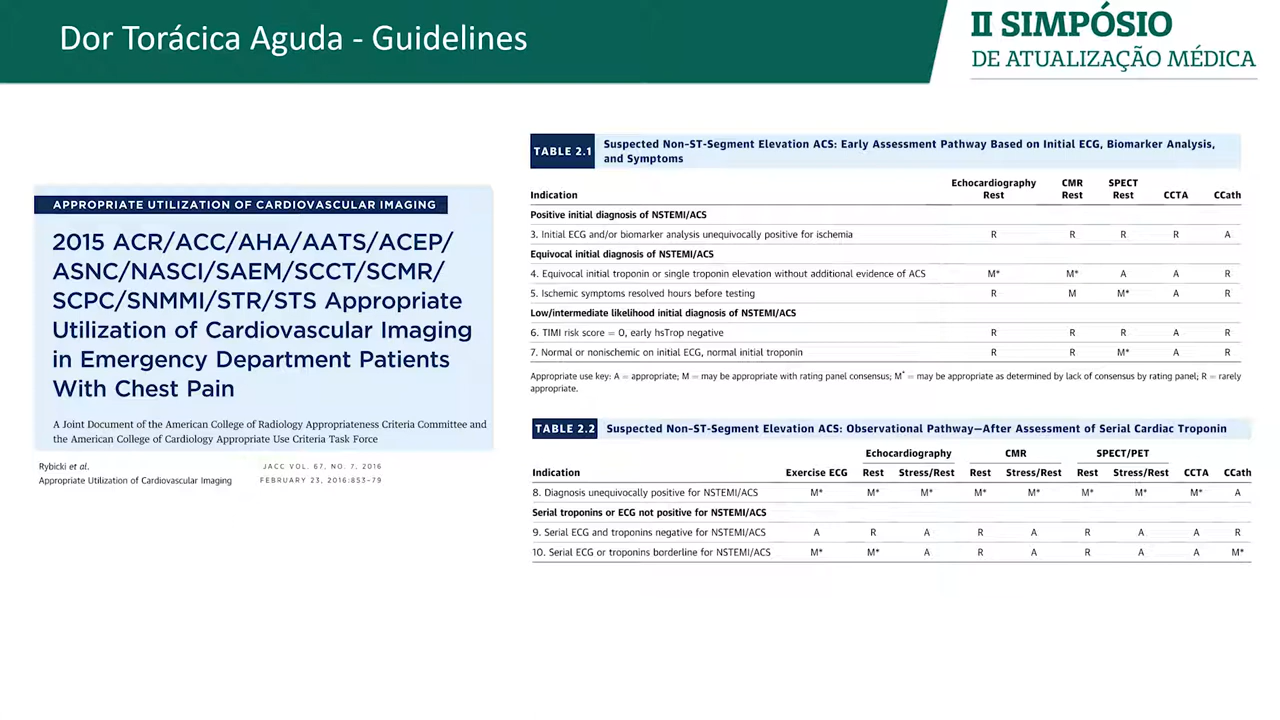 Dor Torácica Aguda - Guidelines
II SIMPÓSIO
DE ATUALIZAÇÃO MÉDICA
APPROPRIATE UTILIZATION OF CARDIOVASCULAR IMAGING
2015 ACR/ACC/AHA/AATS/ACEP/
ASNC/NASCI/SAEM/SCCT/SCMR/
SCPC/SNMMI/STR/STS Appropriate
Utilization of Cardiovascular Imaging
in Emergency Department Patients
With Chest Pain
A Joint Document of the American College of Radiology Appropriateness Criteria Committee and
the American College of Cardiology Appropriate Use Criteria Task Force
Rybicki et al. JACC VOL. 67, NO. 7, 2016
Appropriate Utilization of Cardiovascular Imaging FEBRUARY 23, 2016:853–79
TABLE 2.1 Suspected Non–ST-Segment Elevation ACS: Early Assessment Pathway Based on Initial ECG, Biomarker Analysis,
and Symptoms
Echocardiography CMR SPECT
Indication Rest Rest Rest CCTA CCath
Positive initial diagnosis of NSTEMI/ACS
3. Initial ECG and/or biomarker analysis unequivocally positive for ischemia R R R R A
Equivocal initial diagnosis of NSTEMI/ACS
4. Equivocal initial troponin or single troponin elevation without additional evidence of ACS M* M* A A R
5. Ischemic symptoms resolved hours before testing R M M* A R
Low/intermediate likelihood initial diagnosis of NSTEMI/ACS
6. TIMI risk score = 0, early hsTrop negative R R R A R
7. Normal or nonischemic on initial ECG, normal initial troponin R R M* A R
Appropriate use key: A = appropriate; M = may be appropriate with rating panel consensus; M* = may be appropriate as determined by lack of consensus by rating panel; R = rarely
appropriate.
TABLE 2.2 Suspected Non–ST-Segment Elevation ACS: Observational Pathway—After Assessment of Serial Cardiac Troponin
Echocardiography CMR SPECT/PET
Indication Exercise ECG Rest Stress/Rest Rest Stress/Rest Rest Stress/Rest CCTA CCath
8. Diagnosis unequivocally positive for NSTEMI/ACS M* M* M* M* M* M* M* M* A
Serial troponins or ECG not positive for NSTEMI/ACS
9. Serial ECG and troponins negative for NSTEMI/ACS A R A R A R A A R
10. Serial ECG or troponins borderline for NSTEMI/ACS M* M* A R A R A A M*